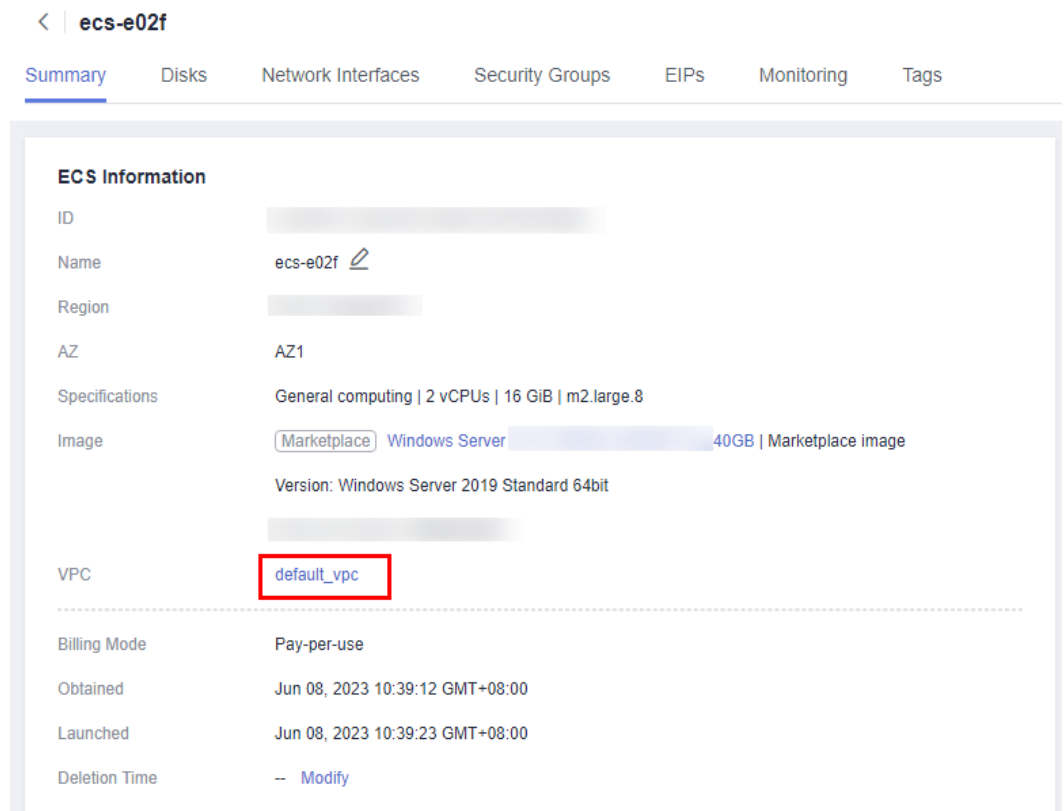 ecs-e02f
Summary Disks Network Interfaces Security Groups EIPs Monitoring Tags
ECS Information
ID
Name ecs-e02f
Region
AZ AZ1
Specifications General computing | 2 vCPUs | 16 GiB | m2.large.8
Image Marketplace Windows Server 40GB | Marketplace image
Version: Windows Server 2019 Standard 64bit
VPC default_vpc
Billing Mode Pay-per-use
Obtained Jun 08, 2023 10:39:12 GMT+08:00
Launched Jun 08, 2023 10:39:23 GMT+08:00
Deletion Time -- Modify